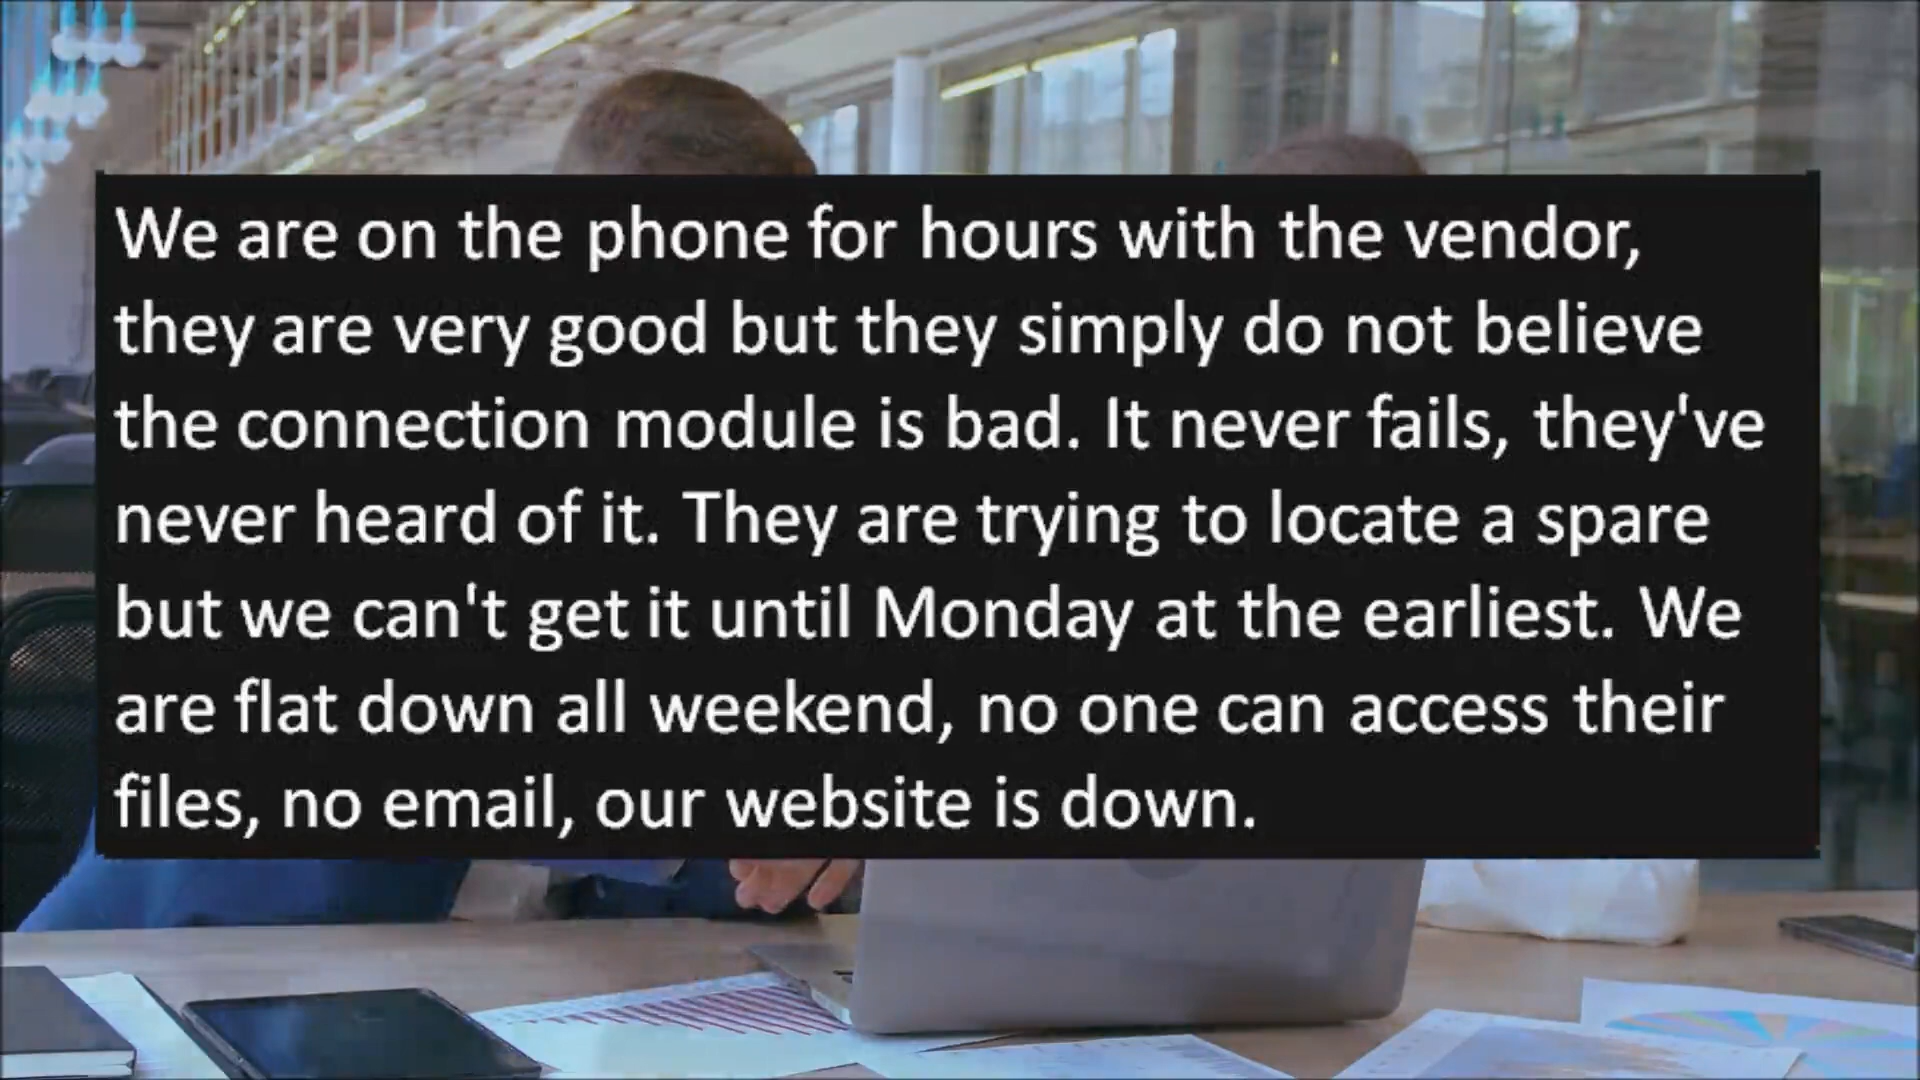 We are on the phone for hours with the vendor,
they are very good but they simply do not believe
the connection module is bad. It never fails, they've
never heard of it. They are trying to locate a spare
but we can't get it until Monday at the earliest. We
are flat down all weekend, no one can access their
files, no email, our website is down.